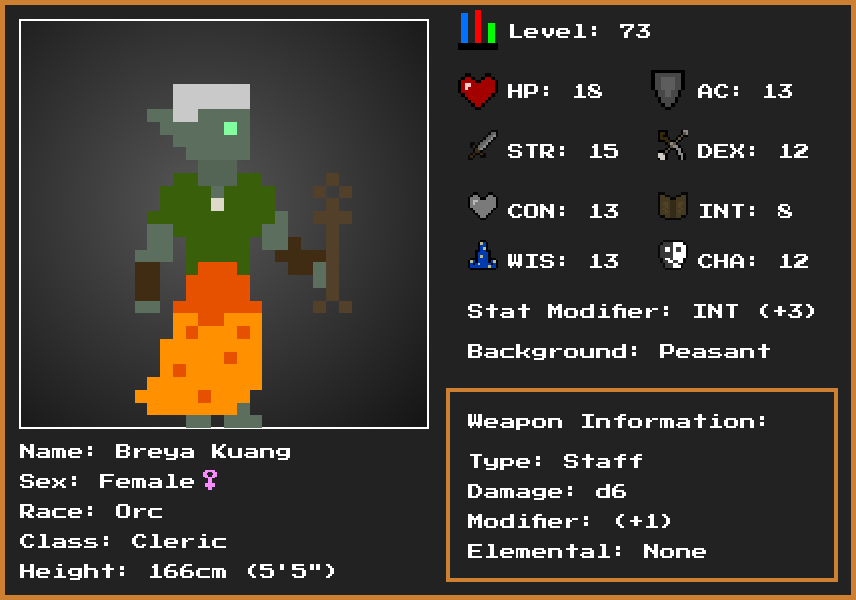 Level: 73
HP: 18 AC: 13
STR: 15 DEX: 12
CON: 13 INT: 8
WIS: 13 CHA: 12
Stat Modifier: INT (+3)
Background: Peasant
Weapon Information:
Type: Staff
Damage: d6
Modifier: (+1)
Elemental: None
Name: Breya Kuang
Sex: Female♀
Race: Orc
Class: Cleric
Height: 166cm (5'5")